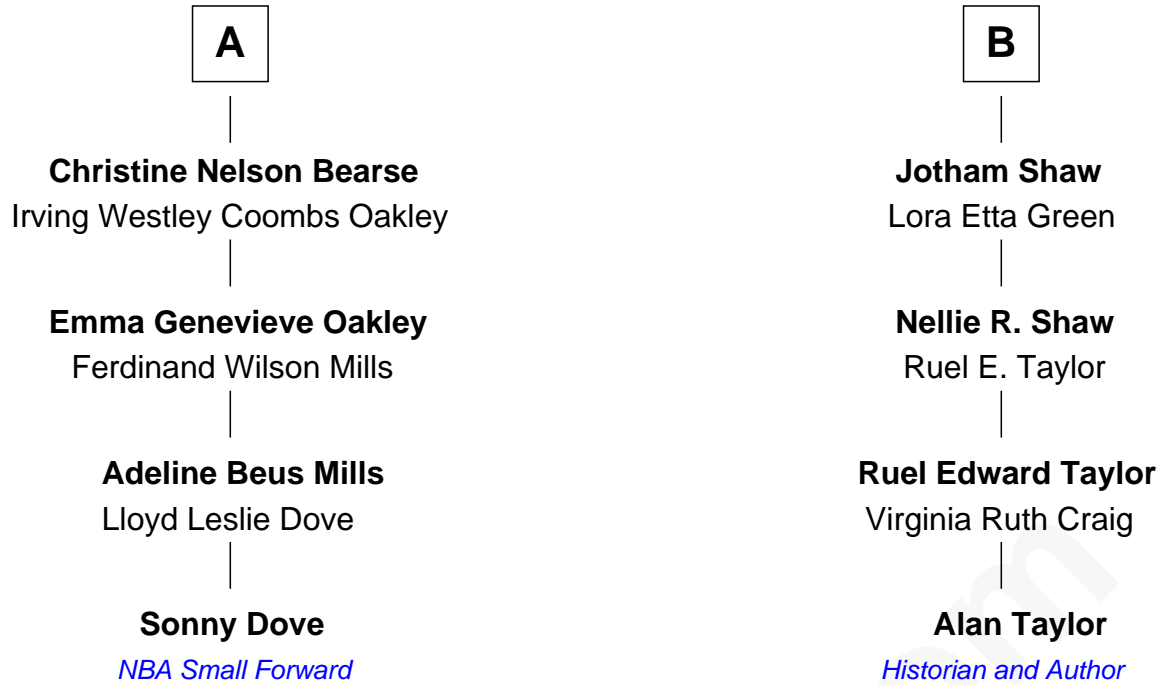 A
B
Christine Nelson Bearse
Jotham Shaw
Irving Westley Coombs Oakley
Lora Etta Green
Emma Genevieve Oakley
Nellie R. Shaw
Ferdinand Wilson Mills
Ruel E. Taylor
Adeline Beus Mills
Ruel Edward Taylor
Lloyd Leslie Dove
Virginia Ruth Craig
Sonny Dove
Alan Taylor
NBA Small Forward
Historian and Author